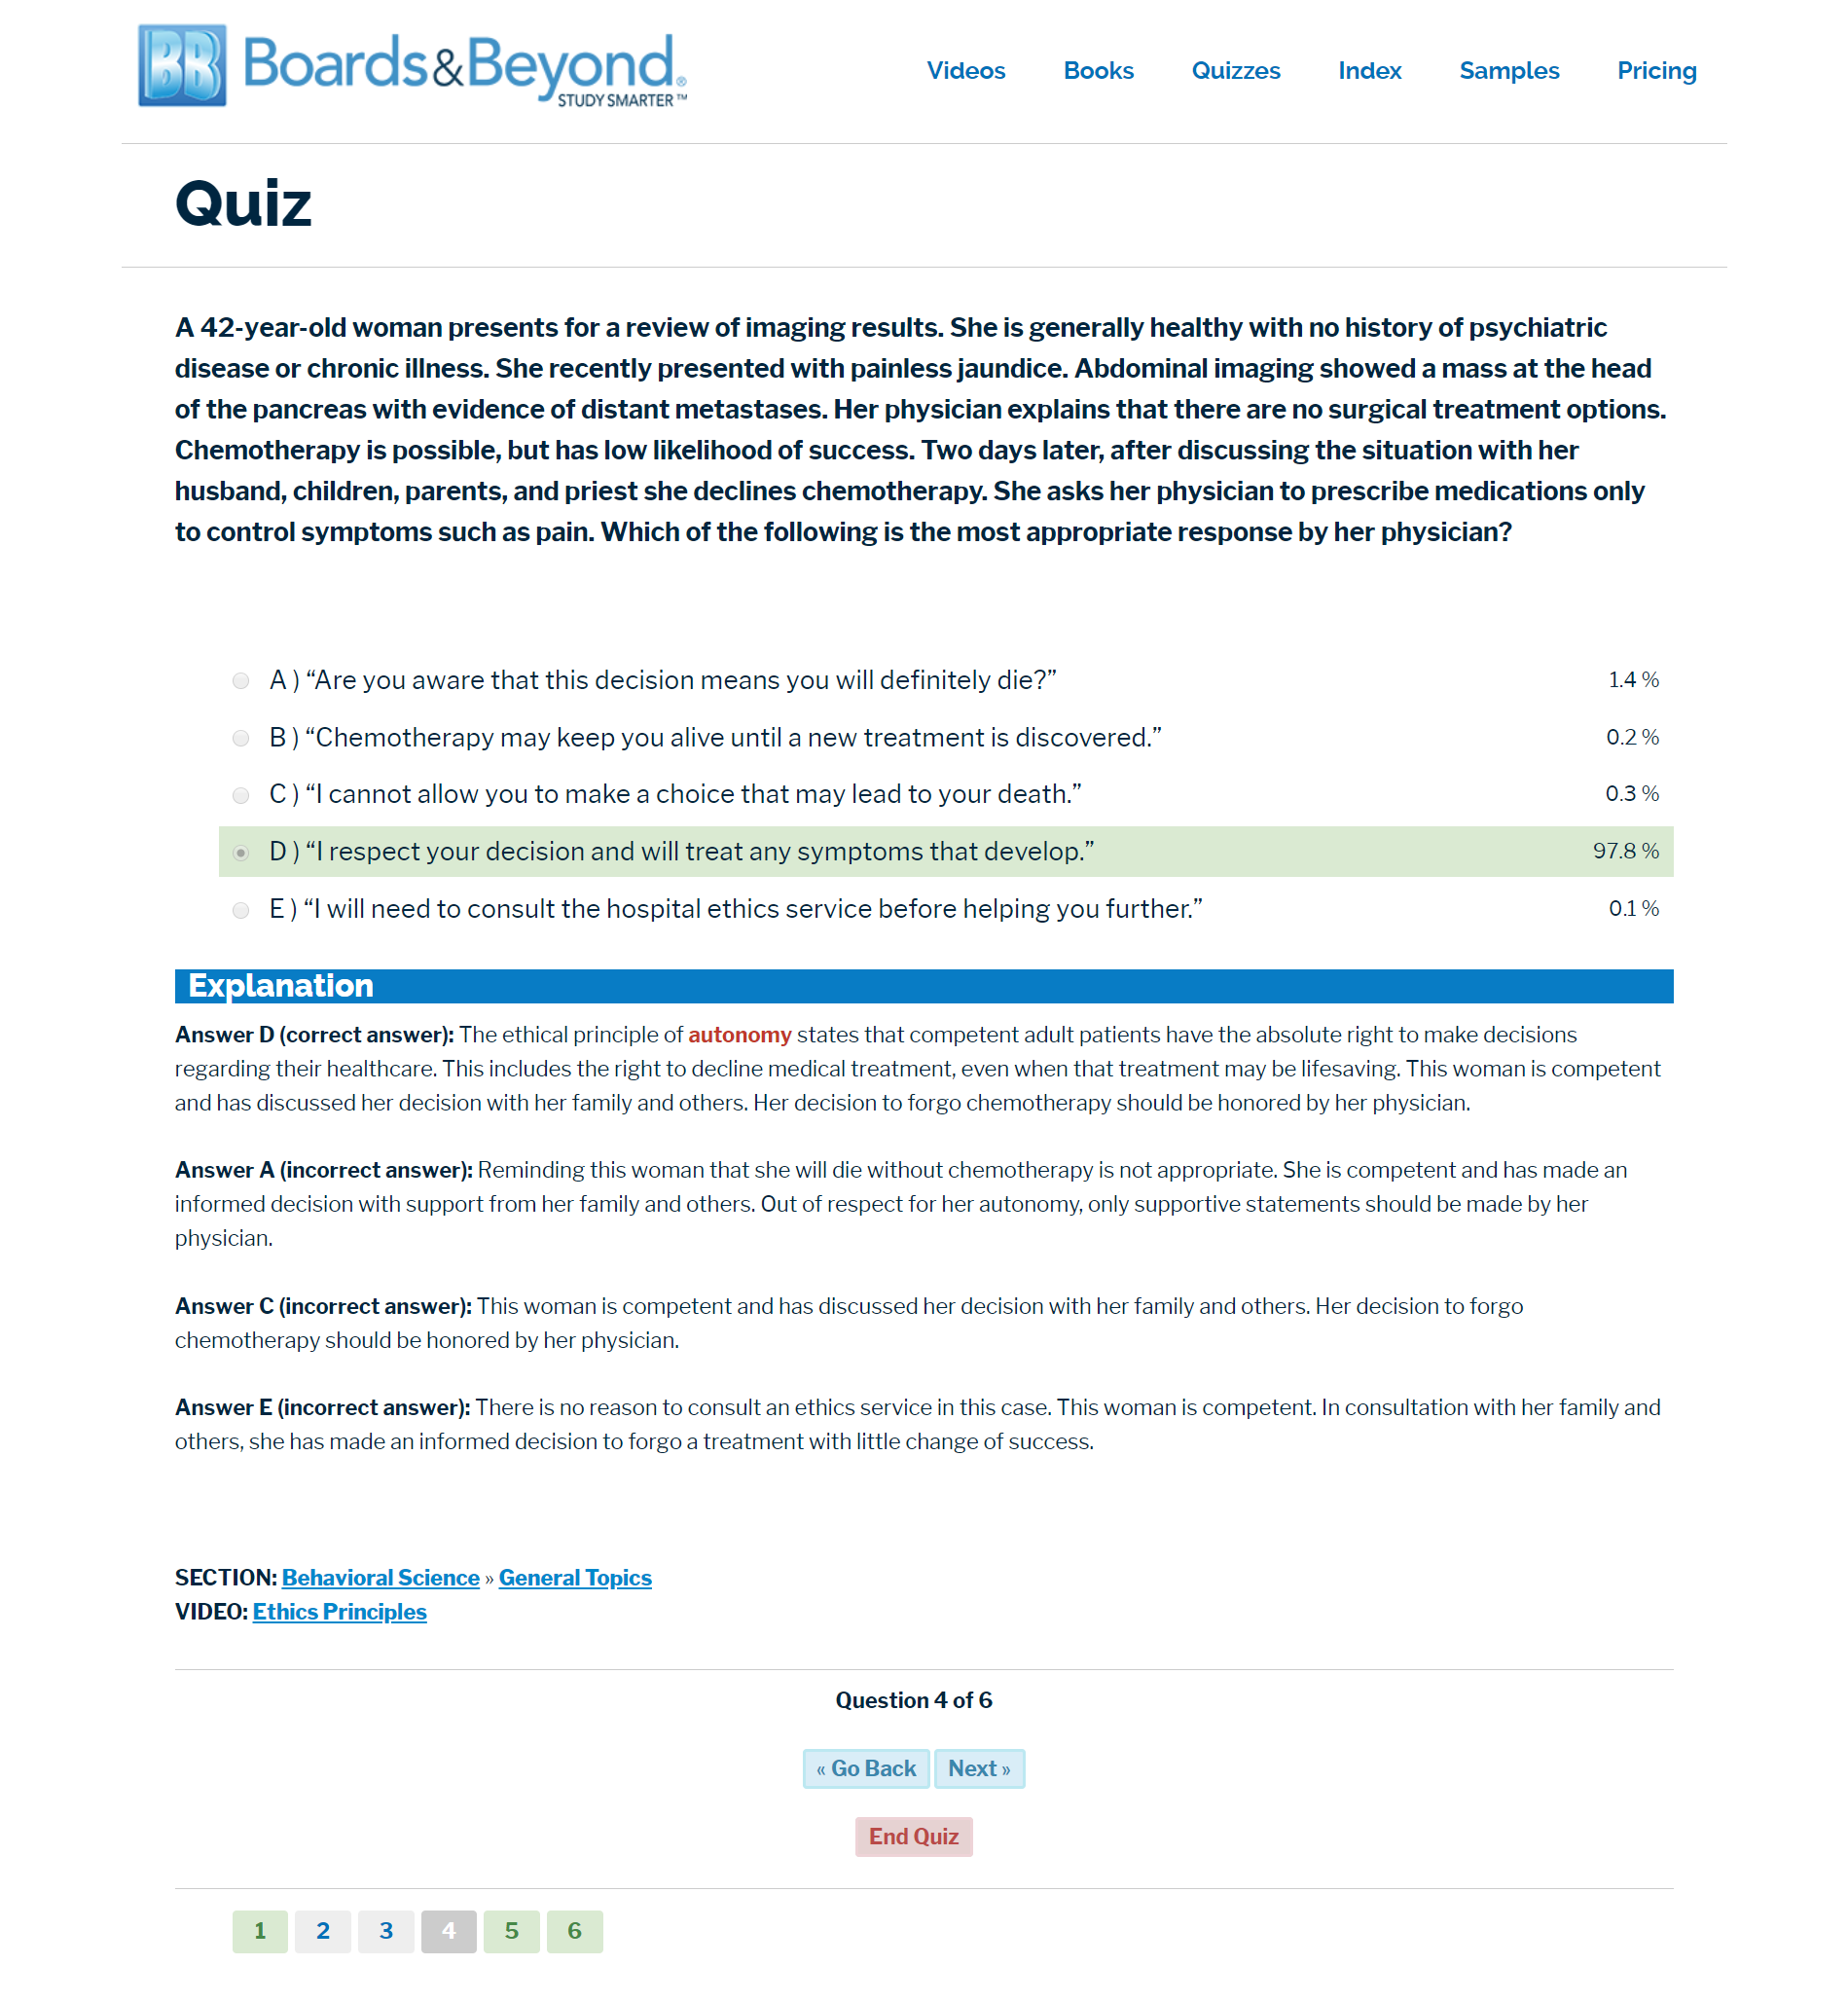 BB Boards&Beyond®
STUDY SMARTER™
Videos Books Quizzes Index Samples Pricing
Quiz
A 42-year-old woman presents for a review of imaging results. She is generally healthy with no history of psychiatric
disease or chronic illness. She recently presented with painless jaundice. Abdominal imaging showed a mass at the head
of the pancreas with evidence of distant metastases. Her physician explains that there are no surgical treatment options.
Chemotherapy is possible, but has low likelihood of success. Two days later, after discussing the situation with her
husband, children, parents, and priest she declines chemotherapy. She asks her physician to prescribe medications only
to control symptoms such as pain. Which of the following is the most appropriate response by her physician?
A ) “Are you aware that this decision means you will definitely die?” 1.4 %
B ) “Chemotherapy may keep you alive until a new treatment is discovered.” 0.2 %
C ) “I cannot allow you to make a choice that may lead to your death.” 0.3 %
D ) “I respect your decision and will treat any symptoms that develop.” 97.8 %
E ) “I will need to consult the hospital ethics service before helping you further.” 0.1 %
Explanation
Answer D (correct answer): The ethical principle of autonomy states that competent adult patients have the absolute right to make decisions
regarding their healthcare. This includes the right to decline medical treatment, even when that treatment may be lifesaving. This woman is competent
and has discussed her decision with her family and others. Her decision to forgo chemotherapy should be honored by her physician.
Answer A (incorrect answer): Reminding this woman that she will die without chemotherapy is not appropriate. She is competent and has made an
informed decision with support from her family and others. Out of respect for her autonomy, only supportive statements should be made by her
physician.
Answer C (incorrect answer): This woman is competent and has discussed her decision with her family and others. Her decision to forgo
chemotherapy should be honored by her physician.
Answer E (incorrect answer): There is no reason to consult an ethics service in this case. This woman is competent. In consultation with her family and
others, she has made an informed decision to forgo a treatment with little change of success.
SECTION: Behavioral Science » General Topics
VIDEO: Ethics Principles
Question 4 of 6
« Go Back Next »
End Quiz
1 2 3 4 5 6